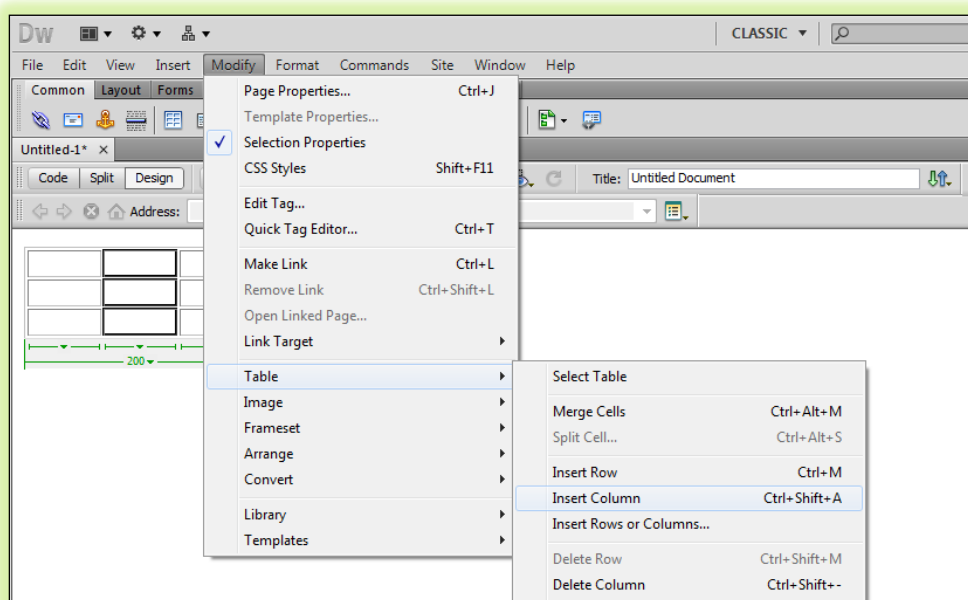 Dw CLASSIC
File Edit View Insert Modify Format Commands Site Window Help
Common Layout Forms
Page Properties... Ctrl+J
Template Properties...
Selection Properties
CSS Styles Shift+F11
Edit Tag...
Quick Tag Editor... Ctrl+T
Make Link Ctrl+L
Remove Link Ctrl+Shift+L
Open Linked Page...
Link Target
Table
Image
Frameset
Arrange
Convert
Library
Templates
Untitled-1*
Code Split Design
Title: Untitled Document
Address:
200
Select Table
Merge Cells Ctrl+Alt+M
Split Cell... Ctrl+Alt+S
Insert Row Ctrl+M
Insert Column Ctrl+Shift+A
Insert Rows or Columns...
Delete Row Ctrl+Shift+M
Delete Column Ctrl+Shift+-